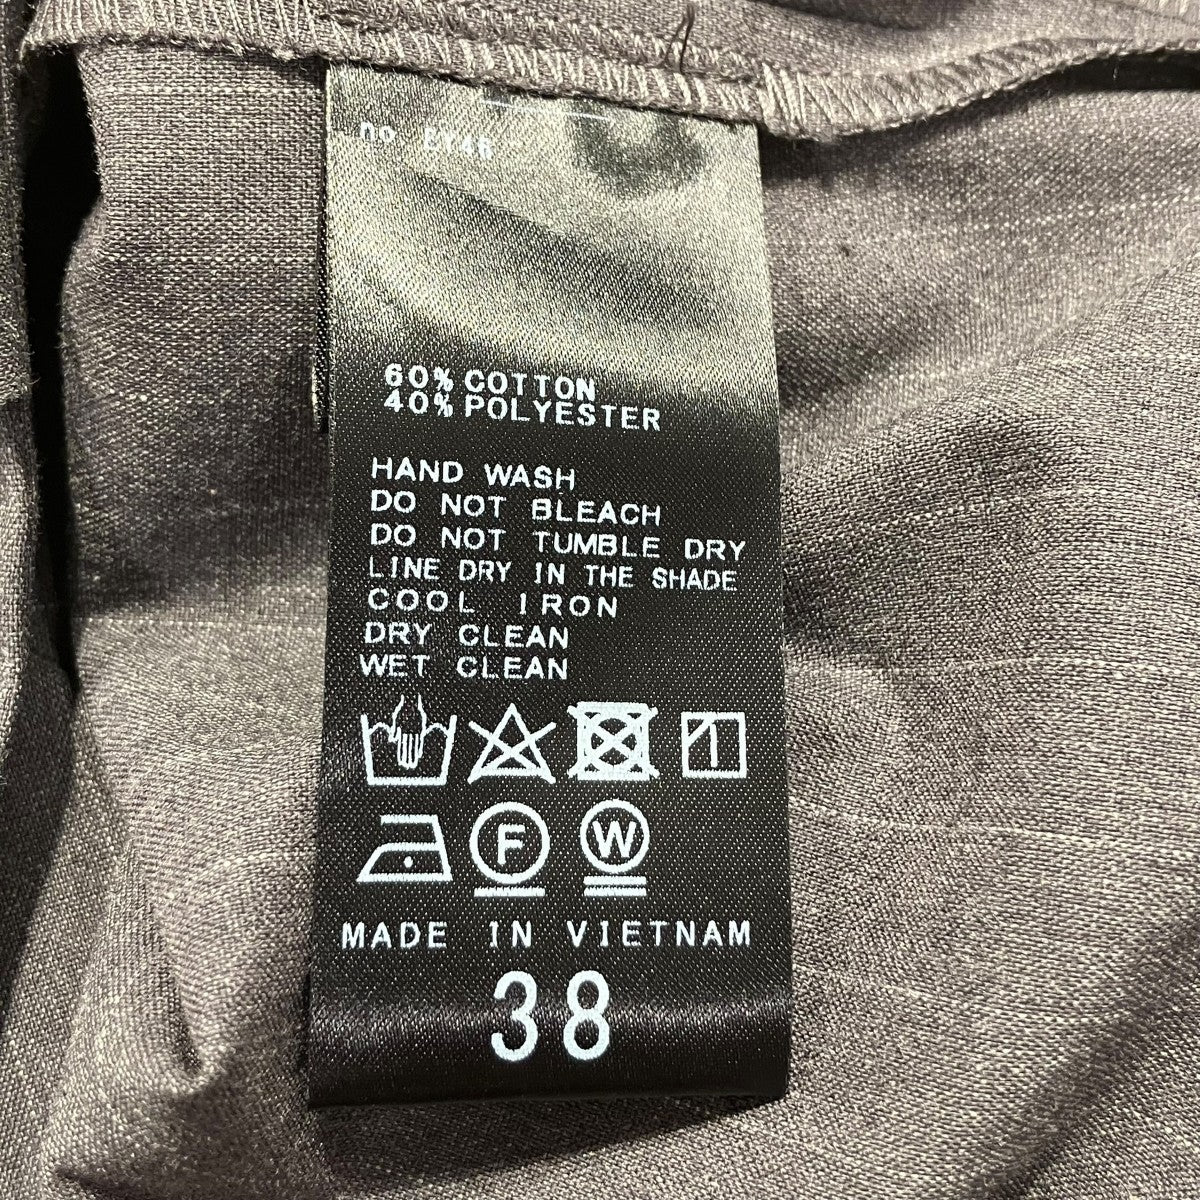 no.
60% COTTON
40% POLYESTER
HAND WASH
DO NOT BLEACH
DO NOT TUMBLE DRY
LINE DRY IN THE SHADE
COOL IRON
DRY CLEAN
WET CLEAN
F W
MADE IN VIETNAM
38